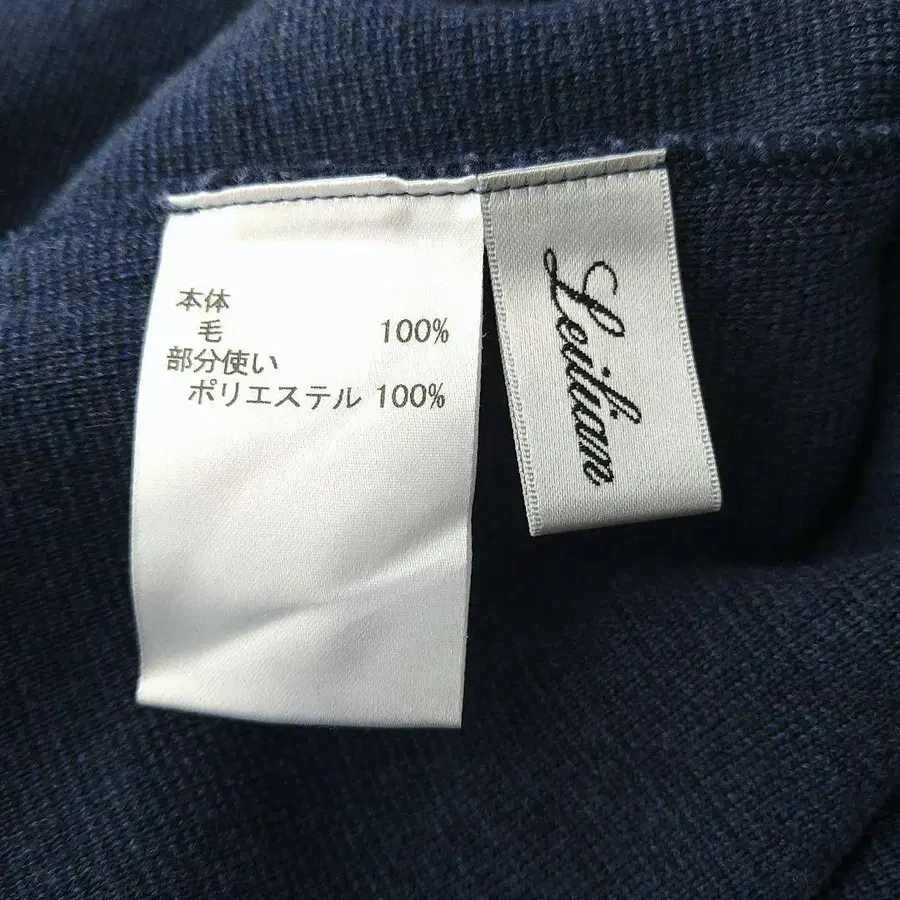 本体
毛 100%
部分使い
ポリエステル 100%
Leilian